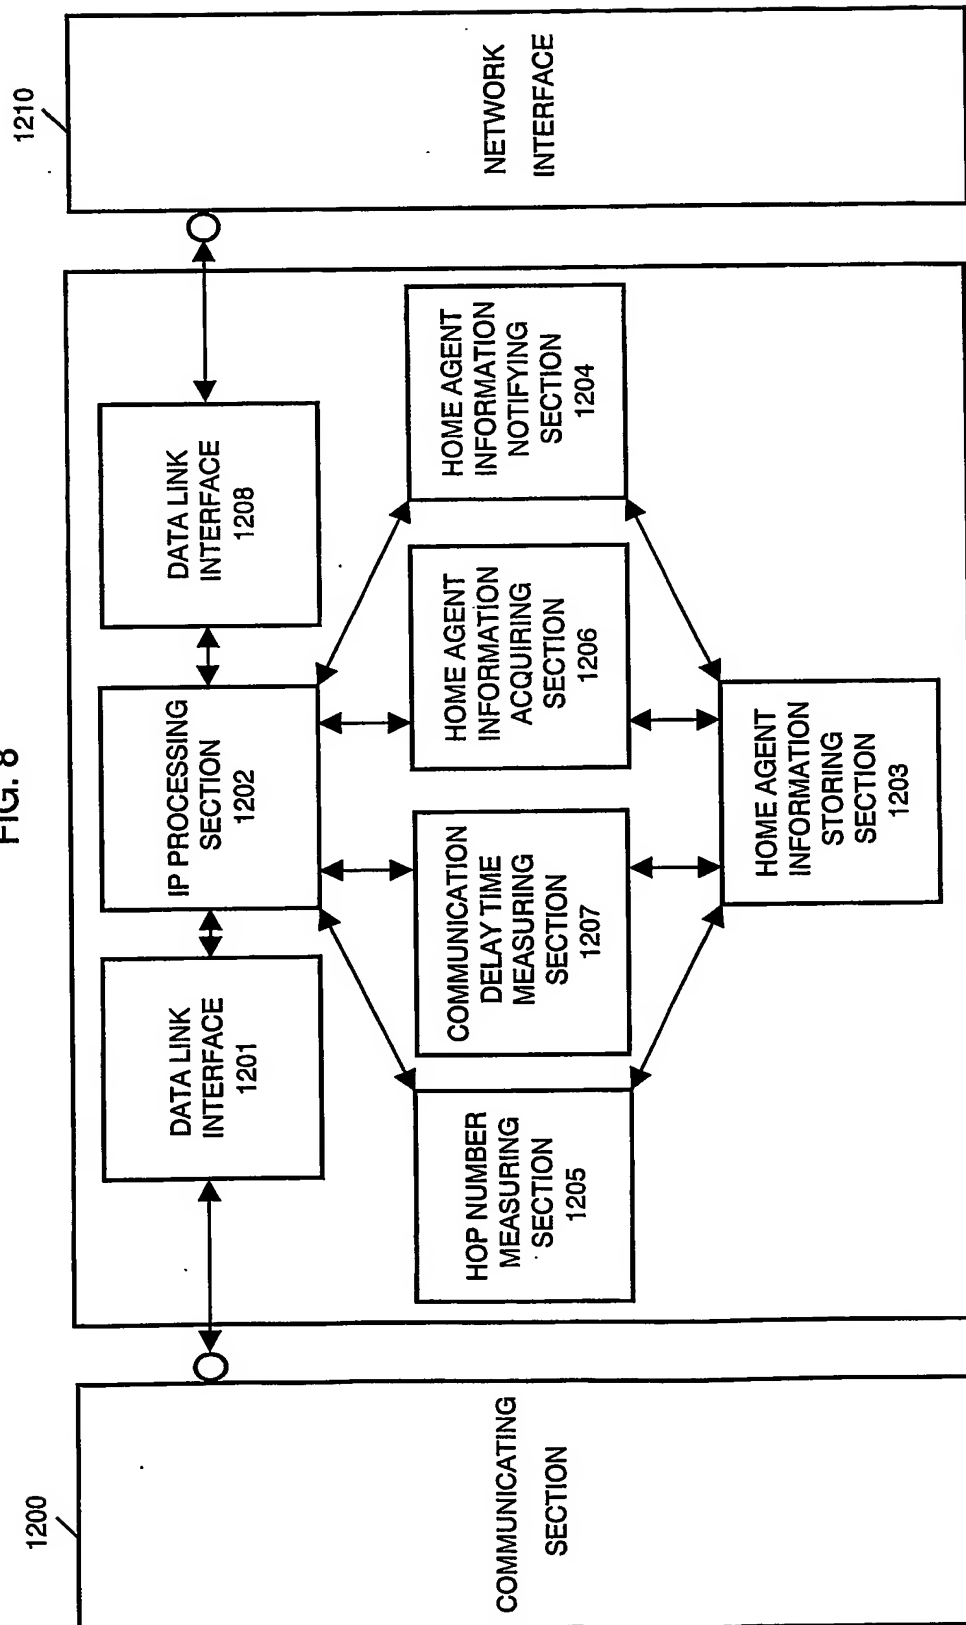 FIG. 8
1200
COMMUNICATING
SECTION
DATA LINK
INTERFACE
1201
IP PROCESSING
SECTION
1202
DATA LINK
INTERFACE
1208
HOP NUMBER
MEASURING
SECTION
1205
COMMUNICATION
DELAY TIME
MEASURING
SECTION
1207
HOME AGENT
INFORMATION
ACQUIRING
SECTION
1206
HOME AGENT
INFORMATION
NOTIFYING
SECTION
1204
HOME AGENT
INFORMATION
STORING
SECTION
1203
1210
NETWORK
INTERFACE